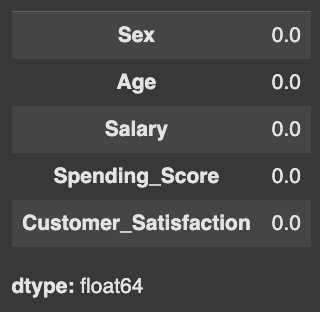 Sex 0.0
Age 0.0
Salary 0.0
Spending_Score 0.0
Customer_Satisfaction 0.0
dtype: float64